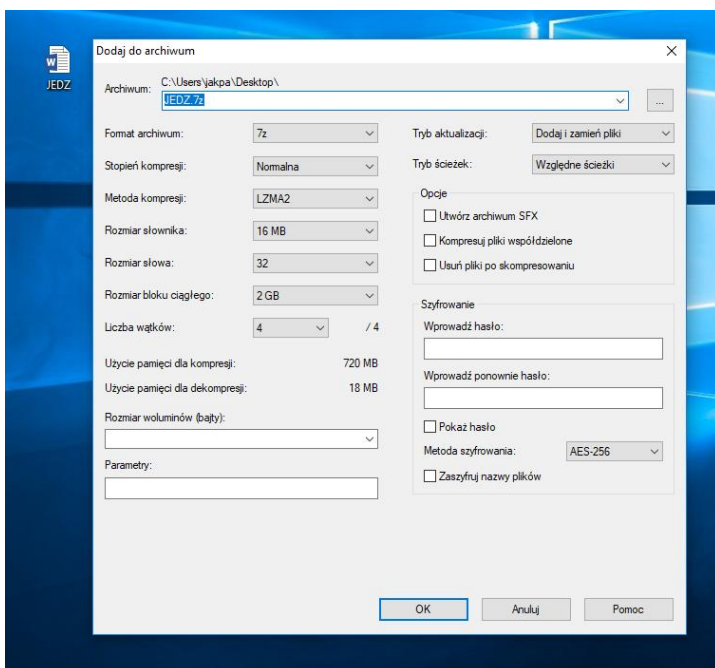 JEDZ
Dodaj do archiwum
Archiwum:
C:\Users\jakpa\Desktop\
JEDZ.7z
...
Format archiwum: 7z
Stopień kompresji: Normalna
Metoda kompresji: LZMA2
Rozmiar słownika: 16 MB
Rozmiar słowa: 32
Rozmiar bloku ciągłego: 2 GB
Liczba wątków: 4 / 4
Użycie pamięci dla kompresji: 720 MB
Użycie pamięci dla dekompresji: 18 MB
Rozmiar woluminów (bajty):
Parametry:
Tryb aktualizacji: Dodaj i zamień pliki
Tryb ścieżek: Względne ścieżki
Opcje
Utwórz archiwum SFX
Kompresuj pliki współdzielone
Usuń pliki po skompresowaniu
Szyfrowanie
Wprowadź hasło:
Wprowadź ponownie hasło:
Pokaż hasło
Metoda szyfrowania: AES-256
Zaszyfruj nazwy plików
OK
Anuluj
Pomoc